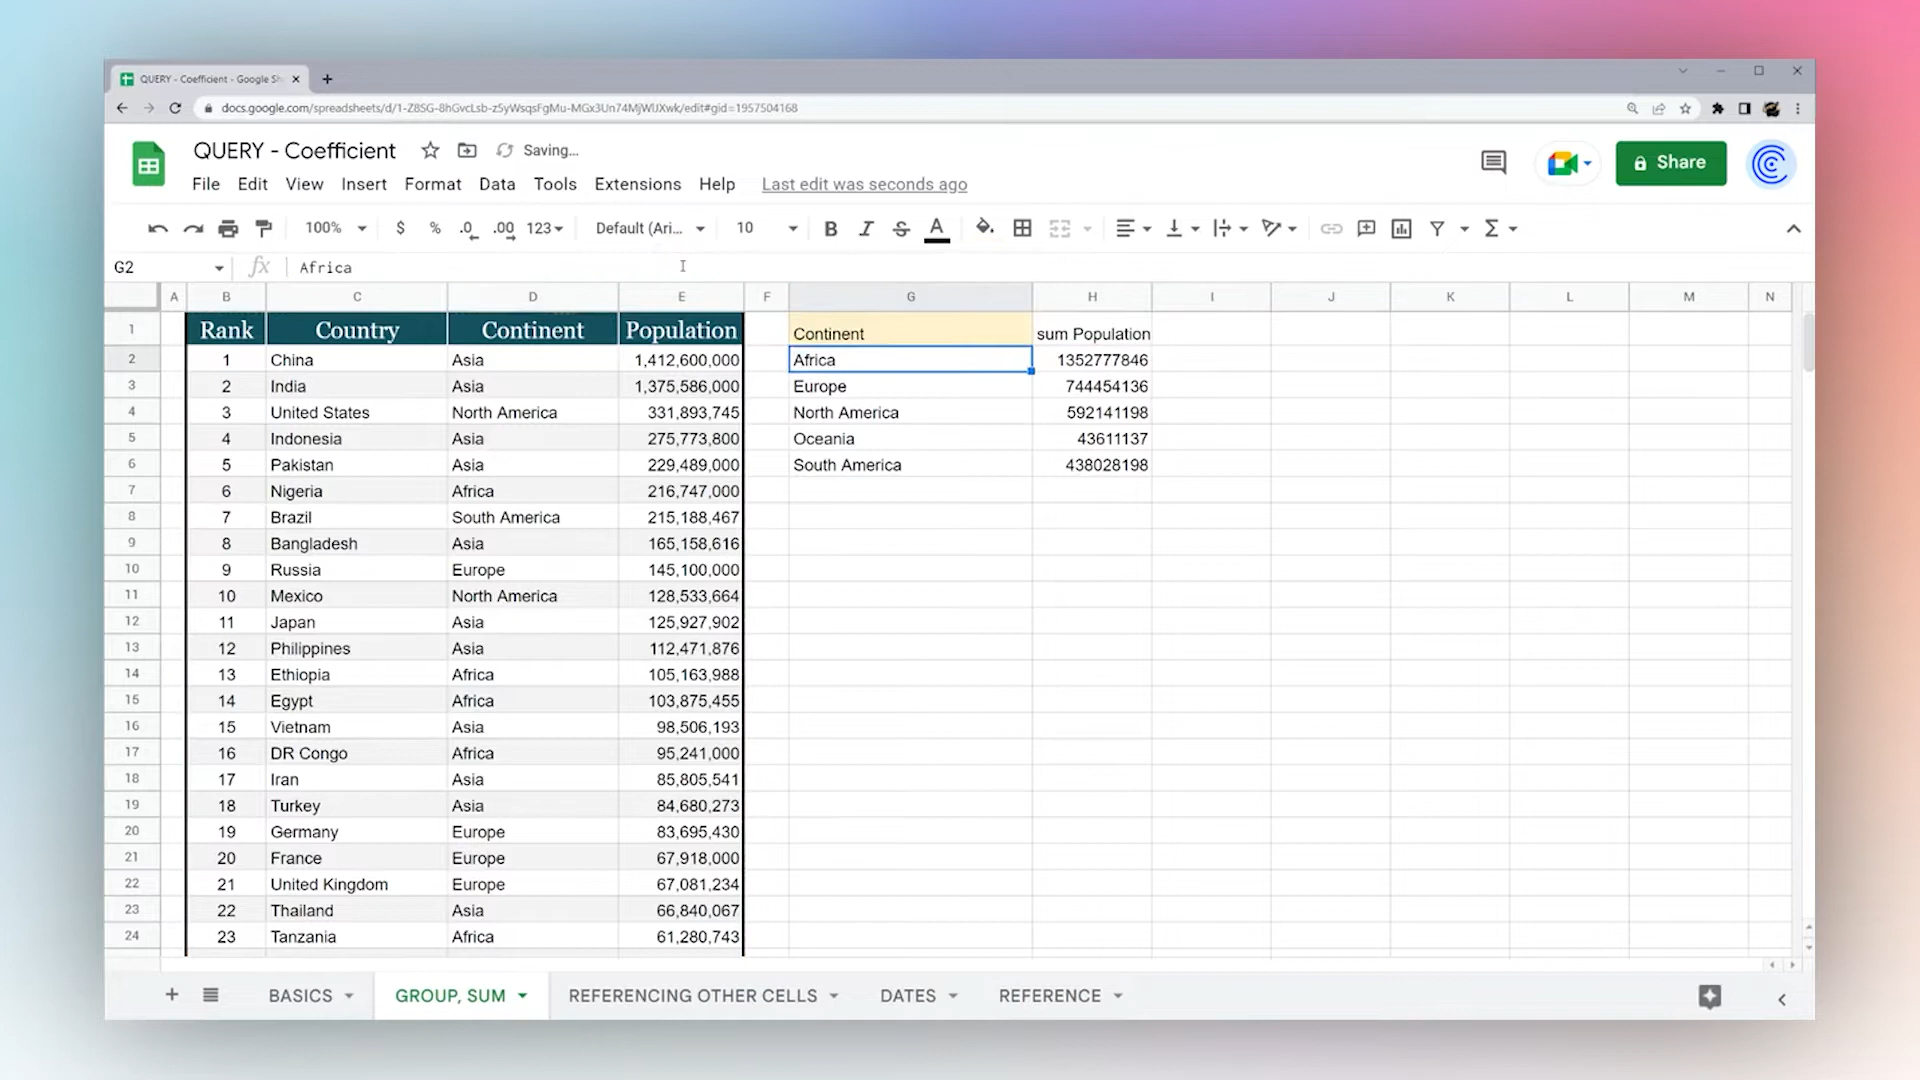 QUERY - Coefficient - Google Sh
docs.google.com/spreadsheets/d/1-Z8SG-8hGvcLsb-z5yWsqsFgMu-MGx3Un74MjWlJXwk/edit#gid=1957504168
QUERY - Coefficient Saving...
Share
File Edit View Insert Format Data Tools Extensions Help Last edit was seconds ago
100% $ % .0 .00 123 Default (Ari... 10 B I S A Σ
G2 fx Africa
A B C D E F G H I J K L M N
1 Rank Country Continent Population Continent sum Population
2 1 China Asia 1,412,600,000 Africa 1352777846
3 2 India Asia 1,375,586,000 Europe 744454136
4 3 United States North America 331,893,745 North America 592141198
5 4 Indonesia Asia 275,773,800 Oceania 43611137
6 5 Pakistan Asia 229,489,000 South America 438028198
7 6 Nigeria Africa 216,747,000
8 7 Brazil South America 215,188,467
9 8 Bangladesh Asia 165,158,616
10 9 Russia Europe 145,100,000
11 10 Mexico North America 128,533,664
12 11 Japan Asia 125,927,902
13 12 Philippines Asia 112,471,876
14 13 Ethiopia Africa 105,163,988
15 14 Egypt Africa 103,875,455
16 15 Vietnam Asia 98,506,193
17 16 DR Congo Africa 95,241,000
18 17 Iran Asia 85,805,541
19 18 Turkey Asia 84,680,273
20 19 Germany Europe 83,695,430
21 20 France Europe 67,918,000
22 21 United Kingdom Europe 67,081,234
23 22 Thailand Asia 66,840,067
24 23 Tanzania Africa 61,280,743
BASICS GROUP, SUM REFERENCING OTHER CELLS DATES REFERENCE